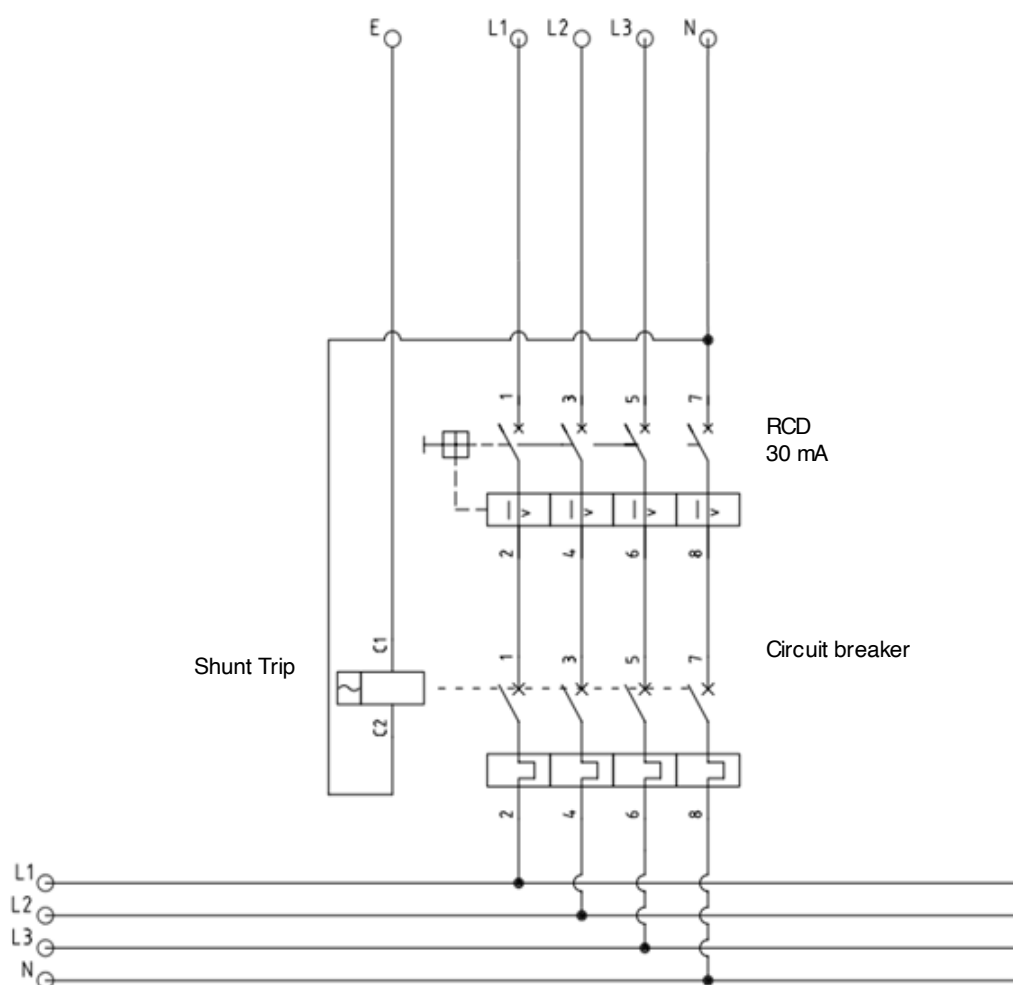 E L1 L2 L3 N
1 3 5 7
RCD
30 mA
2 4 6 8
C1
Shunt Trip
C2
1 3 5 7
Circuit breaker
2 4 6 8
L1
L2
L3
N